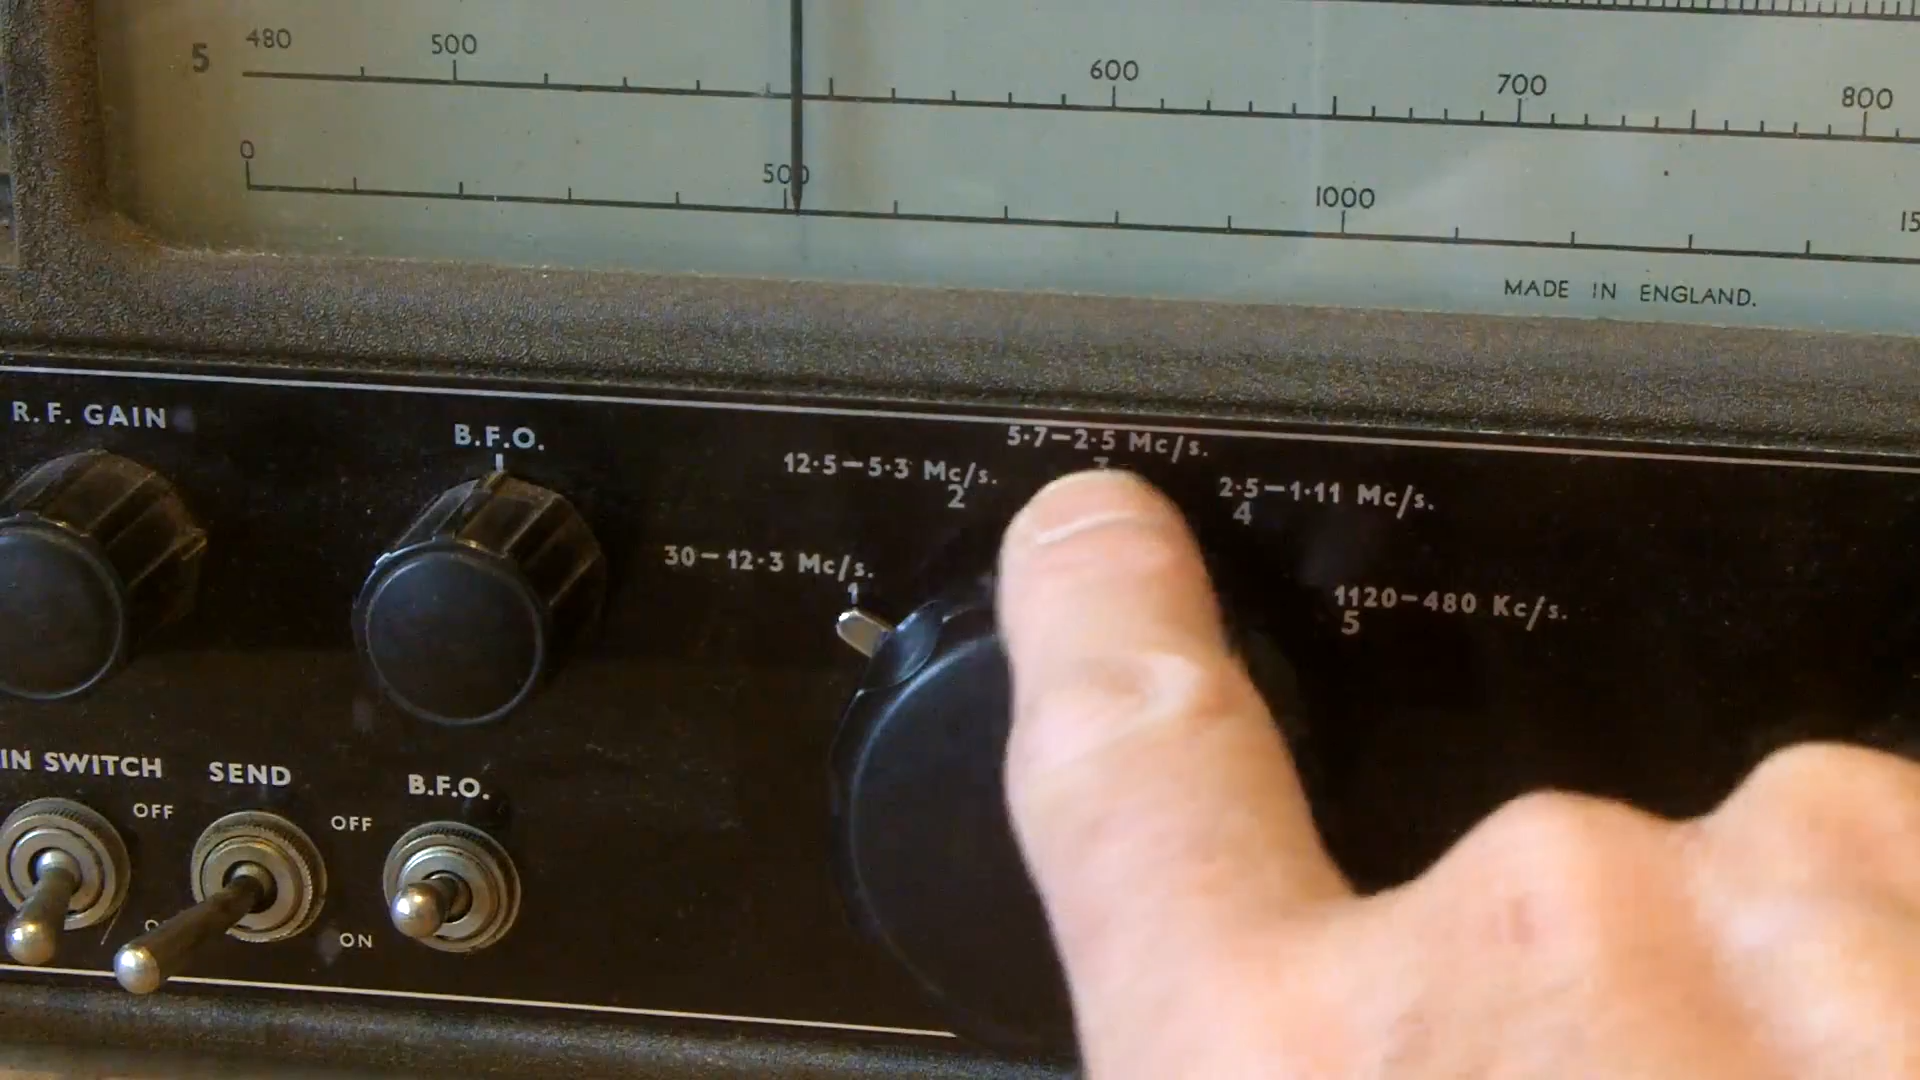 5 480 500 600 700 800
0 500 1000 15
MADE IN ENGLAND.
R.F. GAIN
B.F.O.
5·7–2·5 Mc/s.
12·5–5·3 Mc/s.
2
2·5–1·11 Mc/s.
4
30–12·3 Mc/s.
1
1120–480 Kc/s.
5
IN SWITCH
SEND
B.F.O.
OFF
OFF
ON